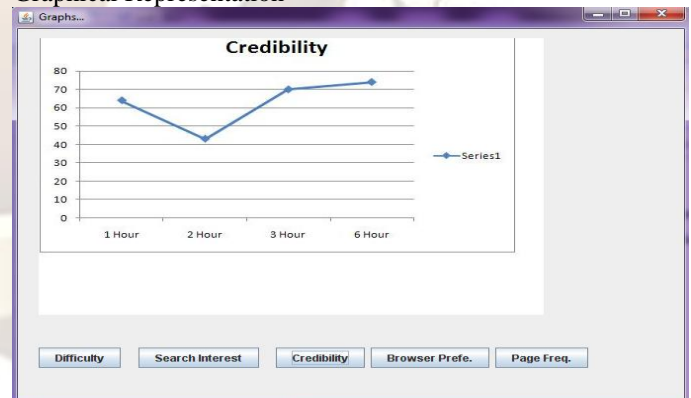 Graphical Representation
Graphs...
Credibility
80
70
60
50
40
30
20
10
0
Series1
1 Hour 2 Hour 3 Hour 6 Hour
Difficulty Search Interest Credibility Browser Prefe. Page Freq.